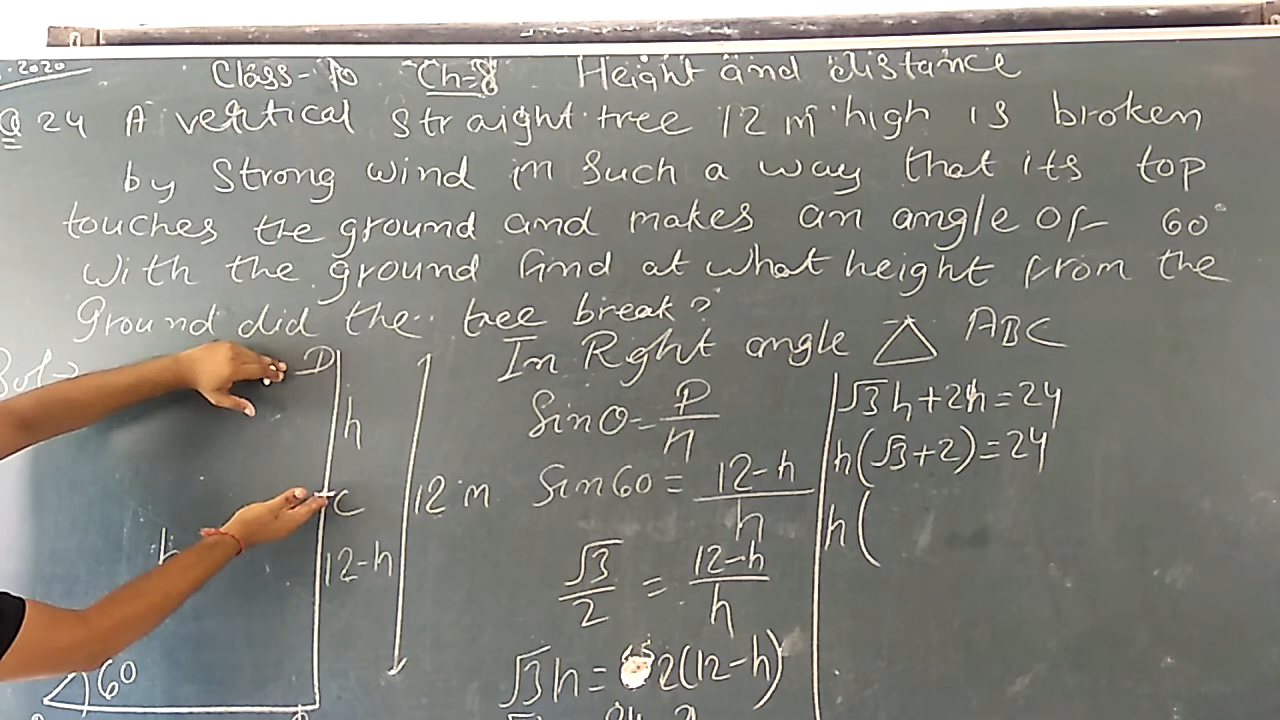 .2020
Class-10 Ch=8 Height and distance
Q 24 A vertical straight tree 12 m high is broken
by strong wind in such a way that its top
touches the ground and makes an angle of 60°
with the ground find at what height from the
Ground did the tree break?
Sol→
D
h
C
12-h
12 m
h
60
In Right angle △ ABC
Sinθ=P/h
Sin60 = 12-h/h
√3/2 = 12-h/h
√3h = 2(12-h)
√3h+2h=24
h(√3+2)=24
h(